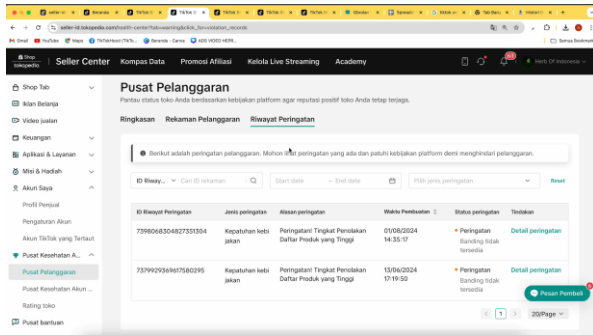 seller-id.tokopedia.com/health-center?tab=warning&click_for=violation_records
Gmail YouTube Maps
Semua Bookmark
Shop tokopedia | Seller Center Kompas Data Promosi Afiliasi Kelola Live Streaming Academy Herb Of Indonesia
Shop Tab
Iklan Belanja
Video jualan
Keuangan
Aplikasi & Layanan
Misi & Hadiah
Akun Saya
Profil Penjual
Pengaturan Akun
Akun TikTok yang Tertaut
Pusat Kesehatan A...
Pusat Pelanggaran
Pusat Kesehatan Akun ...
Rating toko
Pusat bantuan
Pusat Pelanggaran
Pantau status toko Anda berdasarkan kebijakan platform agar reputasi positif toko Anda tetap terjaga.
Ringkasan Rekaman Pelanggaran Riwayat Peringatan
Berikut adalah peringatan pelanggaran. Mohon lihat peringatan yang ada dan patuhi kebijakan platform demi menghindari pelanggaran.
ID Riway... Cari ID rekaman Start date - End date Pilih jenis peringatan Reset
ID Riwayat Peringatan Jenis peringatan Alasan peringatan Waktu Pembuatan Status peringatan Tindakan
7398068304827351304 Kepatuhan kebi Peringatan! Tingkat Penolakan 01/08/2024 Peringatan Detail peringatan
jakan Daftar Produk yang Tinggi 14:35:17 Banding tidak
tersedia
7379929369617580295 Kepatuhan kebi Peringatan! Tingkat Penolakan 13/06/2024 Peringatan Detail peringatan
jakan Daftar Produk yang Tinggi 17:19:50 Banding tidak
tersedia
Pesan Pembeli
1 20/Page